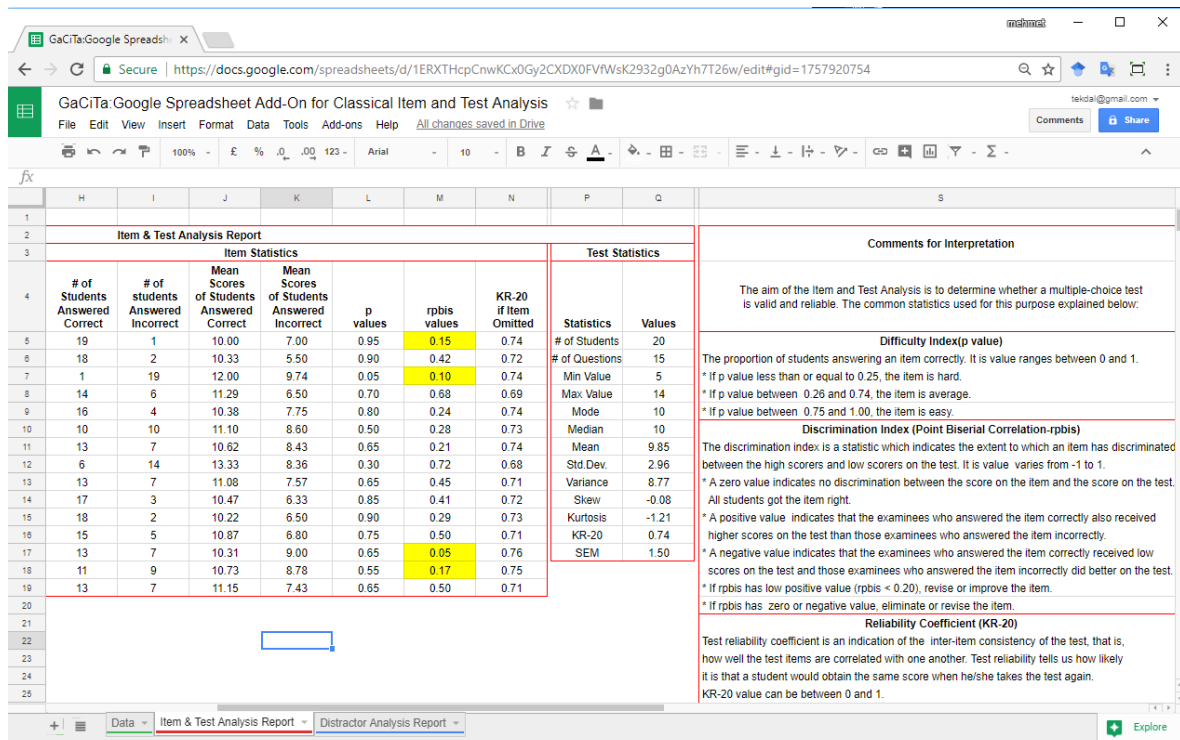 mehmet
GaCiTa:Google Spreadsh
Secure | https://docs.google.com/spreadsheets/d/1ERXTHcpCnwKCx0Gy2CXDX0FVfWsK2932g0AzYh7T26w/edit#gid=1757920754
GaCiTa:Google Spreadsheet Add-On for Classical Item and Test Analysis
tekdal@gmail.com
File Edit View Insert Format Data Tools Add-ons Help All changes saved in Drive
Comments Share
100% £ % .0 .00 123 Arial 10 B I S A
fx
H I J K L M N P Q S
1
2 Item & Test Analysis Report
3 Item Statistics Test Statistics
Comments for Interpretation
4 # of Students Answered Correct # of students Answered Incorrect Mean Scores of Students Answered Correct Mean Scores of Students Answered Incorrect p values rpbis values KR-20 if Item Omitted Statistics Values
The aim of the Item and Test Analysis is to determine whether a multiple-choice test
is valid and reliable. The common statistics used for this purpose explained below:
5 19 1 10.00 7.00 0.95 0.15 0.74 # of Students 20 Difficulty Index(p value)
6 18 2 10.33 5.50 0.90 0.42 0.72 # of Questions 15 The proportion of students answering an item correctly. It is value ranges between 0 and 1.
7 1 19 12.00 9.74 0.05 0.10 0.74 Min Value 5 * If p value less than or equal to 0.25, the item is hard.
8 14 6 11.29 6.50 0.70 0.68 0.69 Max Value 14 * If p value between 0.26 and 0.74, the item is average.
9 16 4 10.38 7.75 0.80 0.24 0.74 Mode 10 * If p value between 0.75 and 1.00, the item is easy.
10 10 10 11.10 8.60 0.50 0.28 0.73 Median 10 Discrimination Index (Point Biserial Correlation-rpbis)
11 13 7 10.62 8.43 0.65 0.21 0.74 Mean 9.85 The discrimination index is a statistic which indicates the extent to which an item has discriminated
12 6 14 13.33 8.36 0.30 0.72 0.68 Std.Dev. 2.96 between the high scorers and low scorers on the test. It is value varies from -1 to 1.
13 13 7 11.08 7.57 0.65 0.45 0.71 Variance 8.77 * A zero value indicates no discrimination between the score on the item and the score on the test.
14 17 3 10.47 6.33 0.85 0.41 0.72 Skew -0.08 All students got the item right.
15 18 2 10.22 6.50 0.90 0.29 0.73 Kurtosis -1.21 * A positive value indicates that the examinees who answered the item correctly also received
16 15 5 10.87 6.80 0.75 0.50 0.71 KR-20 0.74 higher scores on the test than those examinees who answered the item incorrectly.
17 13 7 10.31 9.00 0.65 0.05 0.76 SEM 1.50 * A negative value indicates that the examinees who answered the item correctly received low
18 11 9 10.73 8.78 0.55 0.17 0.75 scores on the test and those examinees who answered the item incorrectly did better on the test.
19 13 7 11.15 7.43 0.65 0.50 0.71 * If rpbis has low positive value (rpbis < 0.20), revise or improve the item.
20 * If rpbis has zero or negative value, eliminate or revise the item.
21 Reliability Coefficient (KR-20)
22 Test reliability coefficient is an indication of the inter-item consistency of the test, that is,
23 how well the test items are correlated with one another. Test reliability tells us how likely
24 it is that a student would obtain the same score when he/she takes the test again.
25 KR-20 value can be between 0 and 1.
Data Item & Test Analysis Report Distractor Analysis Report Explore